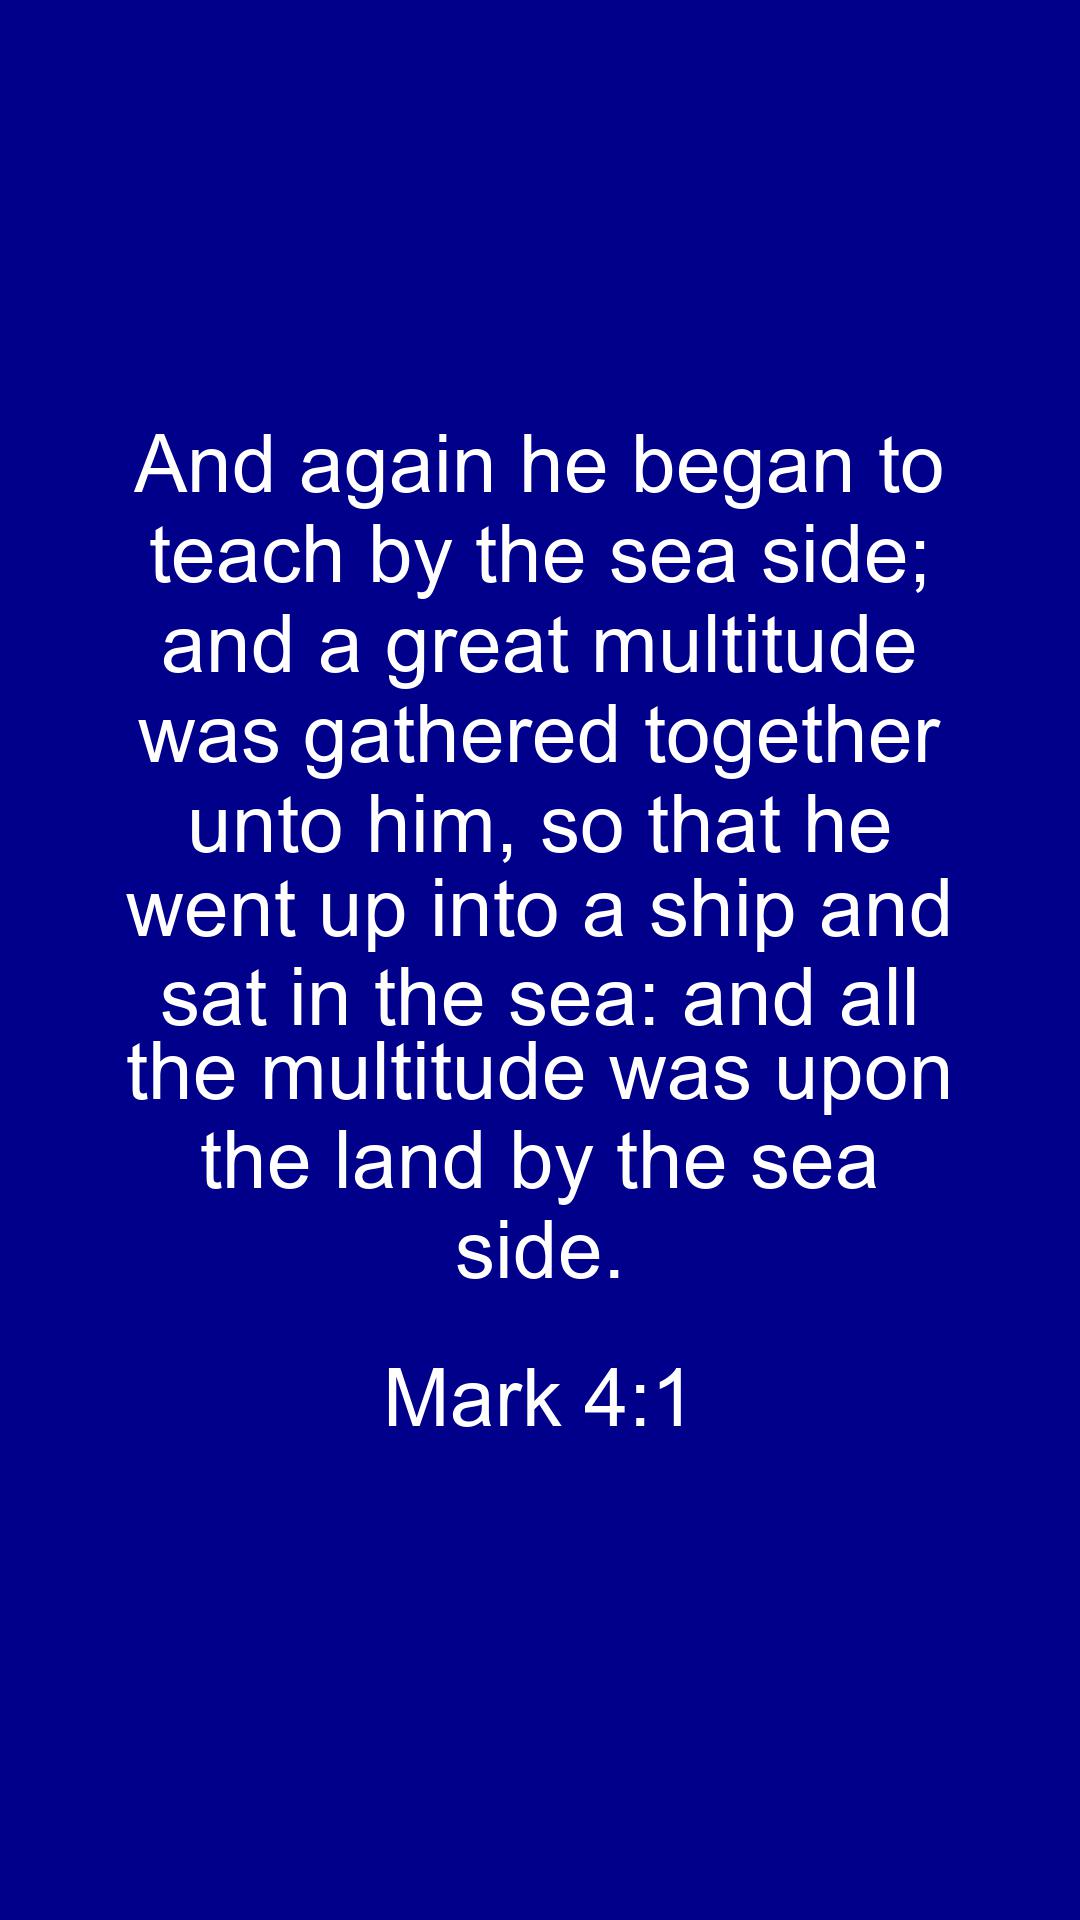 And again he began to
teach by the sea side;
and a great multitude
was gathered together
unto him, so that he
went up into a ship and
sat in the sea: and all
the multitude was upon
the land by the sea
side.
Mark 4:1